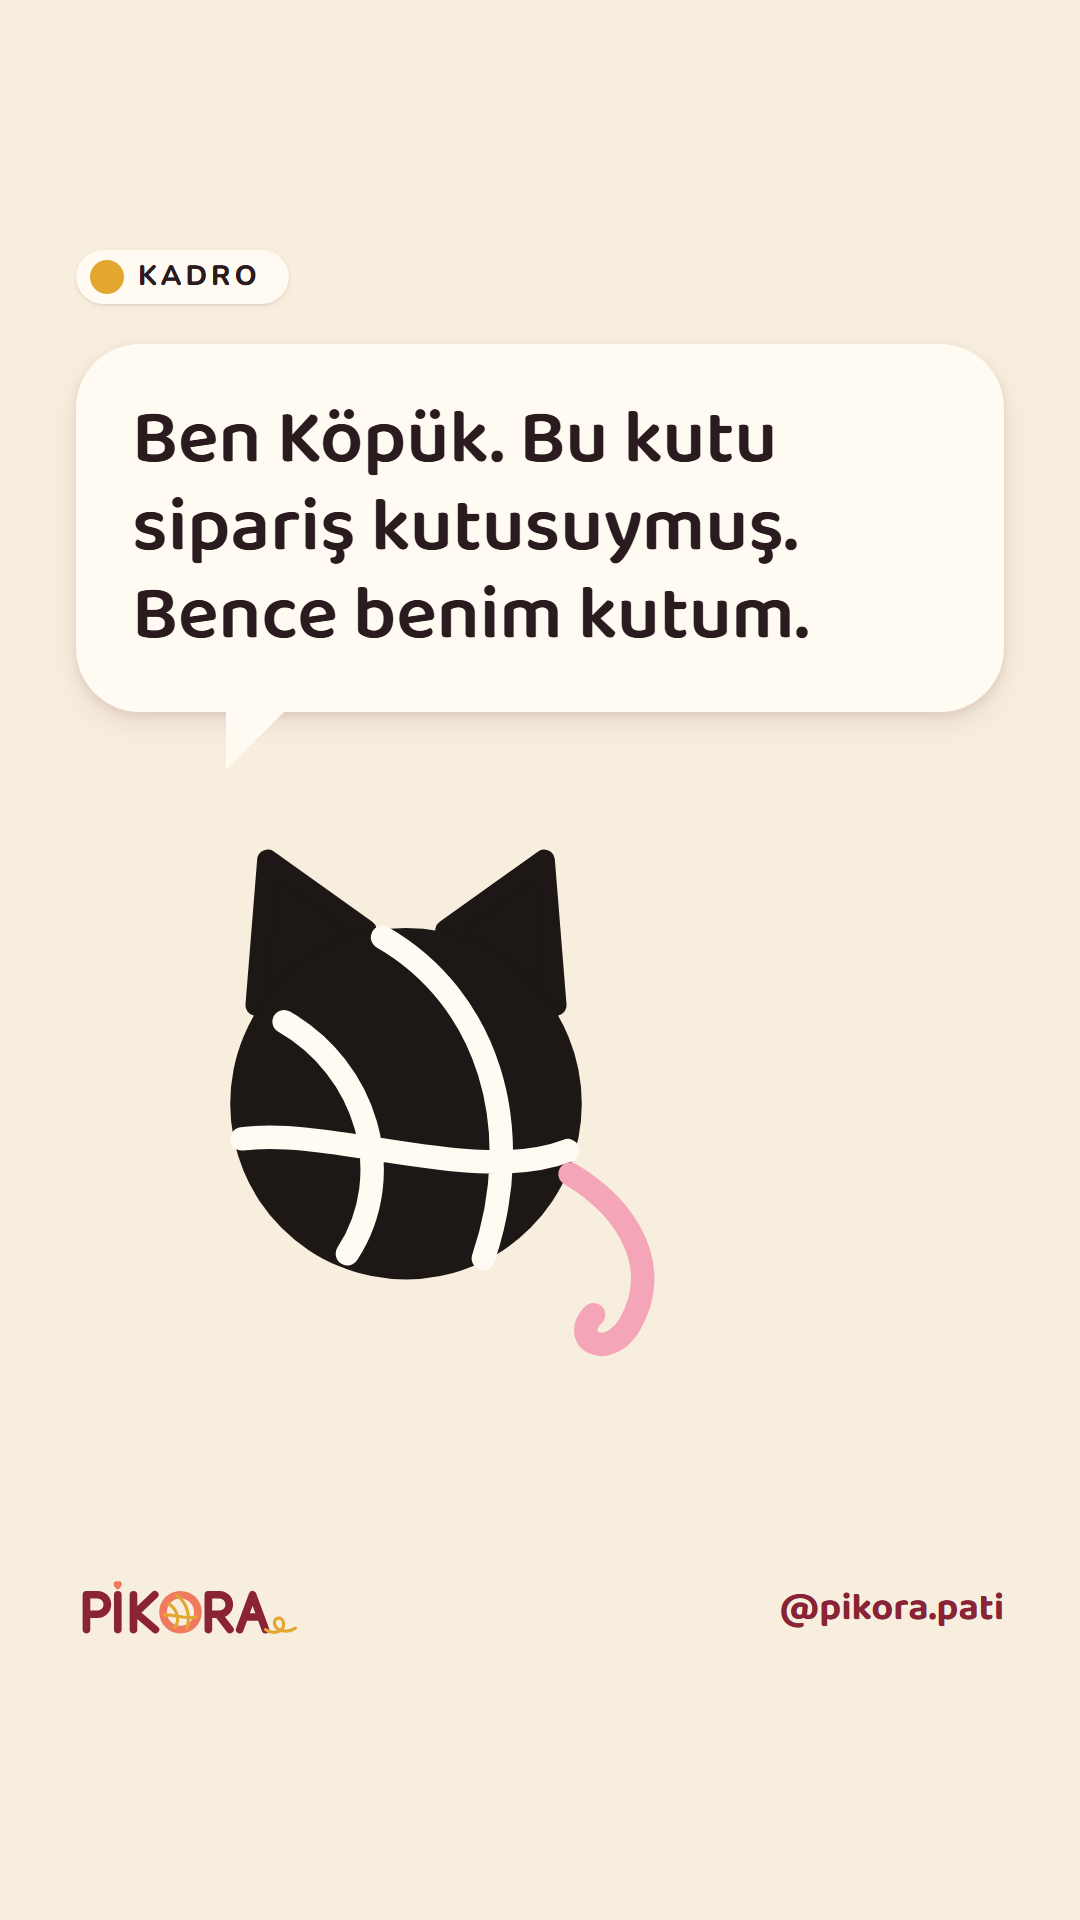 KADRO
Ben Köpük. Bu kutu
sipariş kutusuymuş.
Bence benim kutum.
PİKORA
@pikora.pati